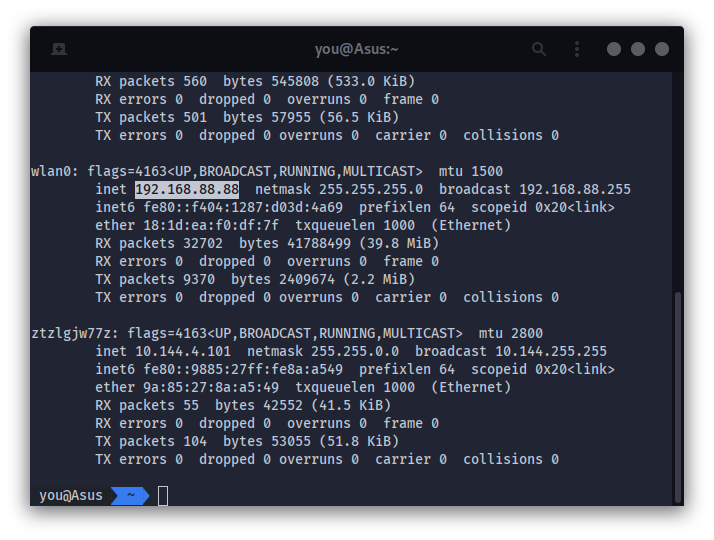 you@Asus:~
RX packets 560  bytes 545808 (533.0 KiB)
RX errors 0  dropped 0  overruns 0  frame 0
TX packets 501  bytes 57955 (56.5 KiB)
TX errors 0  dropped 0 overruns 0  carrier 0  collisions 0
wlan0: flags=4163<UP,BROADCAST,RUNNING,MULTICAST>  mtu 1500
inet 192.168.88.88  netmask 255.255.255.0  broadcast 192.168.88.255
inet6 fe80::f404:1287:d03d:4a69  prefixlen 64  scopeid 0x20<link>
ether 18:1d:ea:f0:df:7f  txqueuelen 1000  (Ethernet)
RX packets 32702  bytes 41788499 (39.8 MiB)
RX errors 0  dropped 0  overruns 0  frame 0
TX packets 9370  bytes 2409674 (2.2 MiB)
TX errors 0  dropped 0 overruns 0  carrier 0  collisions 0
ztzlgjw77z: flags=4163<UP,BROADCAST,RUNNING,MULTICAST>  mtu 2800
inet 10.144.4.101  netmask 255.255.0.0  broadcast 10.144.255.255
inet6 fe80::9885:27ff:fe8a:a549  prefixlen 64  scopeid 0x20<link>
ether 9a:85:27:8a:a5:49  txqueuelen 1000  (Ethernet)
RX packets 55  bytes 42552 (41.5 KiB)
RX errors 0  dropped 0  overruns 0  frame 0
TX packets 104  bytes 53055 (51.8 KiB)
TX errors 0  dropped 0 overruns 0  carrier 0  collisions 0
you@Asus ~